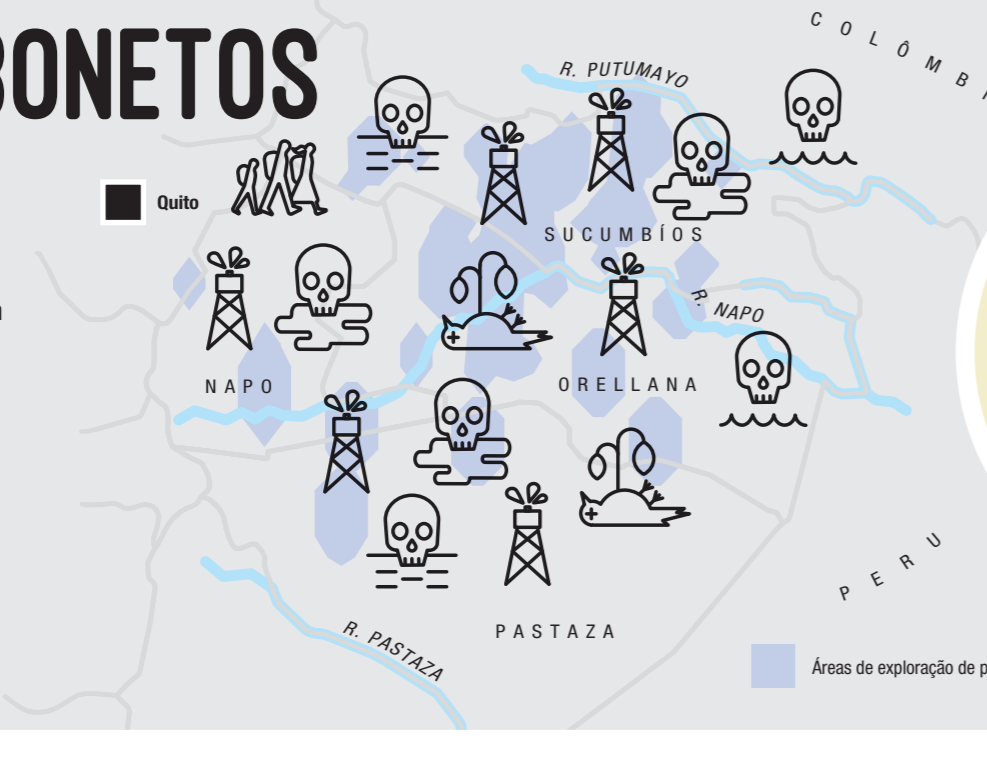 BONETOS
COLÔMB
R. PUTUMAYO
Quito
SUCUMBÍOS
R. NAPO
NAPO
ORELLANA
PERU
PASTAZA
R. PASTAZA
Áreas de exploração de p